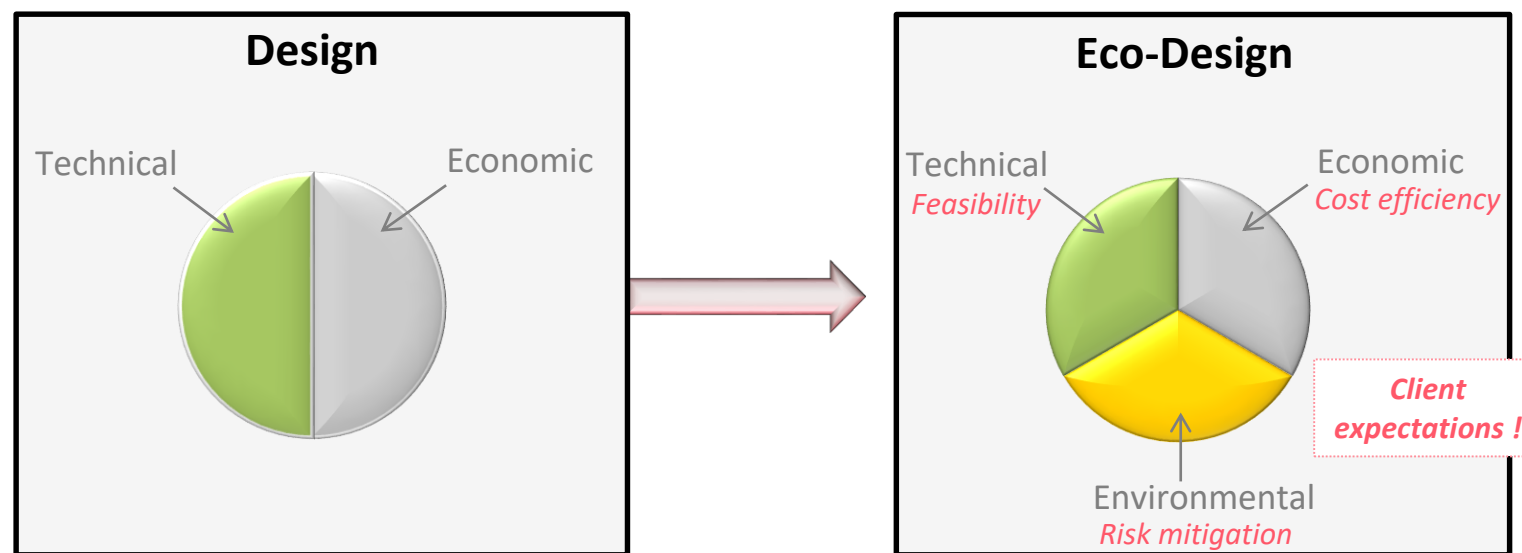 Design
Technical
Economic
Eco-Design
Technical
Feasibility
Economic
Cost efficiency
Client
expectations !
Environmental
Risk mitigation